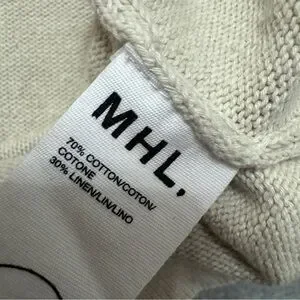 MHL,
70% COTTON/COTON/
COTONE
30% LINEN/LIN/LINO